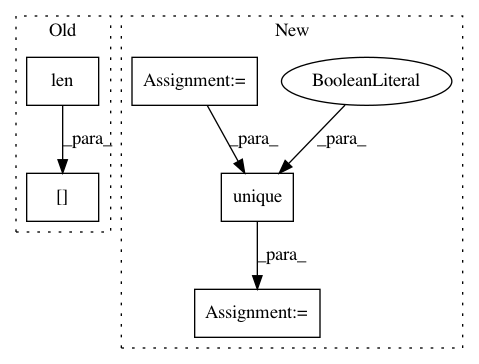 Old
New
len
Assignment:=
BooleanLiteral
_para_
_para_
_para_
[]
unique
_para_
Assignment:=